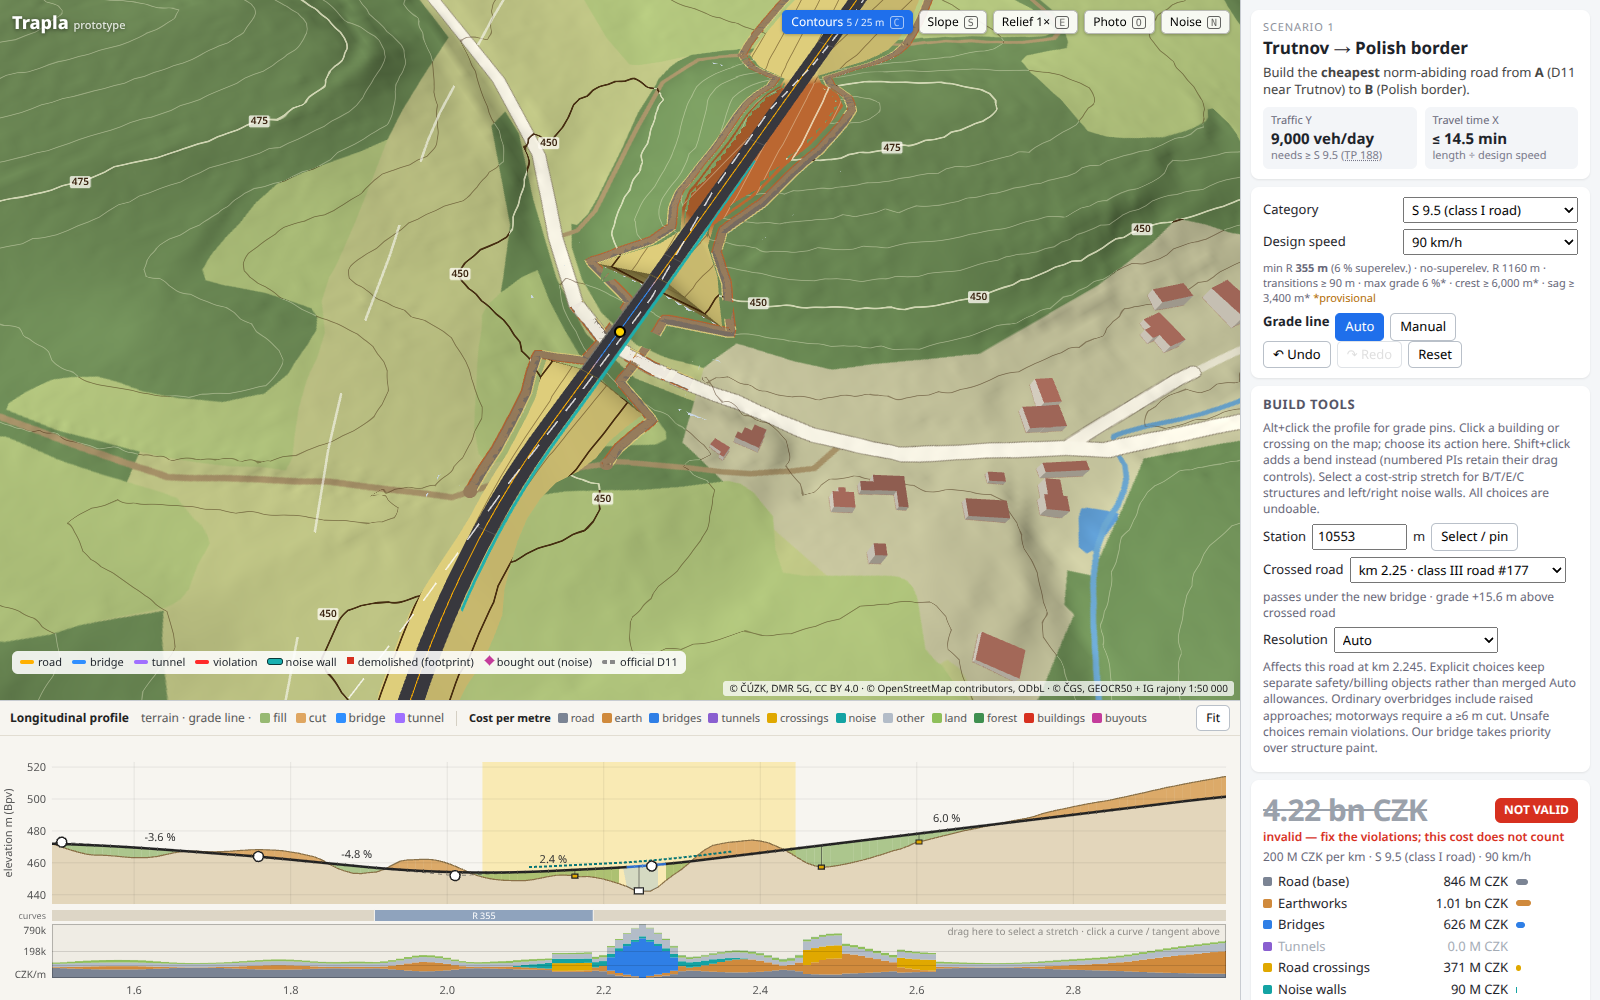 Trapla prototype
Contours 5 / 25 m C
Slope S
Relief 1× E
Photo O
Noise N
475
475
450
475
450
450
450
450
450
450
road
bridge
tunnel
violation
noise wall
demolished (footprint)
bought out (noise)
official D11
© ČÚZK, DMR 5G, CC BY 4.0 · © OpenStreetMap contributors, ODbL · © ČGS, GEOCR50 + IG rajony 1:50 000
Longitudinal profile terrain · grade line · fill cut bridge tunnel
Cost per metre road earth bridges tunnels crossings noise other land forest buildings buyouts
Fit
elevation m (Bpv)
520
500
480
460
440
-3.6 %
-4.8 %
2.4 %
6.0 %
curves
R 355
790k
198k
CZK/m
drag here to select a stretch · click a curve / tangent above
1.6
1.8
2.0
2.2
2.4
2.6
2.8
SCENARIO 1
Trutnov → Polish border
Build the cheapest norm-abiding road from A (D11
near Trutnov) to B (Polish border).
Traffic Y
9,000 veh/day
needs ≥ S 9.5 (TP 188)
Travel time X
≤ 14.5 min
length ÷ design speed
Category S 9.5 (class I road)
Design speed 90 km/h
min R 355 m (6 % superelev.) · no-superelev. R 1160 m ·
transitions ≥ 90 m · max grade 6 %* · crest ≥ 6,000 m* · sag ≥
3,400 m* *provisional
Grade line Auto Manual
↶ Undo ↷ Redo Reset
BUILD TOOLS
Alt+click the profile for grade pins. Click a building or
crossing on the map; choose its action here. Shift+click
adds a bend instead (numbered PIs retain their drag
controls). Select a cost-strip stretch for B/T/E/C
structures and left/right noise walls. All choices are
undoable.
Station 10553 m Select / pin
Crossed road km 2.25 · class III road #177
passes under the new bridge · grade +15.6 m above
crossed road
Resolution Auto
Affects this road at km 2.245. Explicit choices keep
separate safety/billing objects rather than merged Auto
allowances. Ordinary overbridges include raised
approaches; motorways require a ≥6 m cut. Unsafe
choices remain violations. Our bridge takes priority
over structure paint.
4.22 bn CZK NOT VALID
invalid — fix the violations; this cost does not count
200 M CZK per km · S 9.5 (class I road) · 90 km/h
Road (base) 846 M CZK
Earthworks 1.01 bn CZK
Bridges 626 M CZK
Tunnels 0.0 M CZK
Road crossings 371 M CZK
Noise walls 90 M CZK